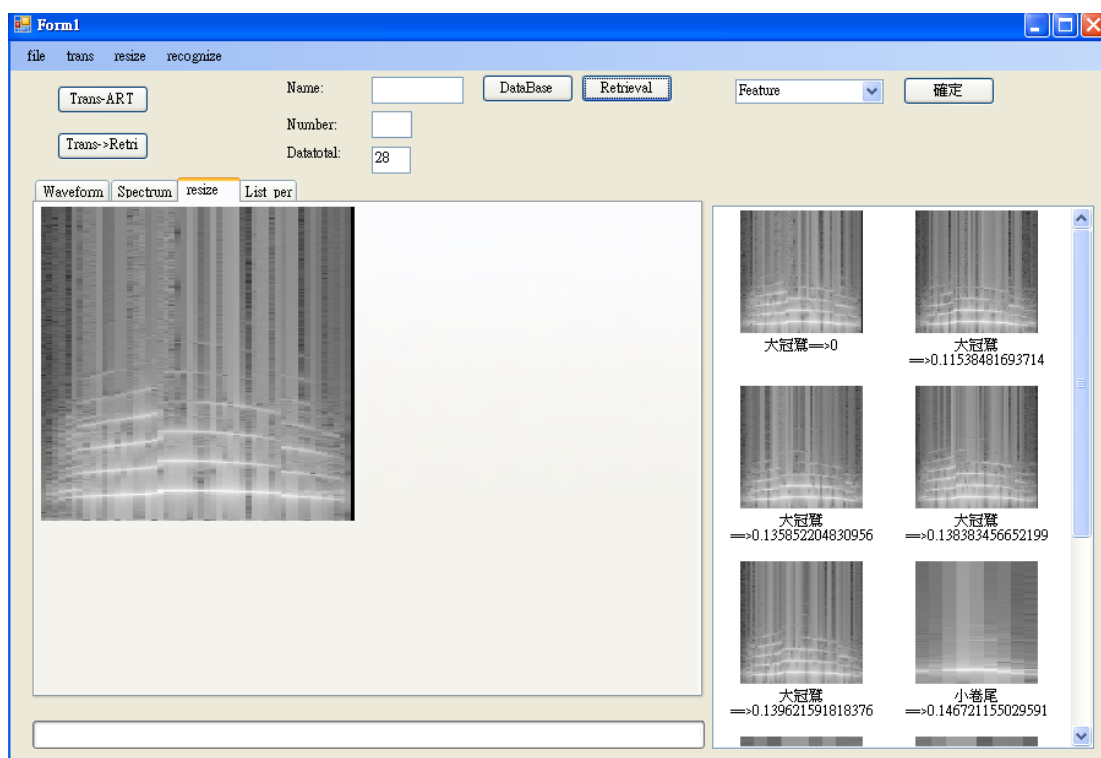 Form1
file trans resize recognize
Trans-ART
Name:
DataBase
Retrieval
Feature
確定
Number:
Trans->Retri
Datatotal:
28
Waveform
Spectrum
resize
List per
大冠鷲==>0
大冠鷲
==>0.11538481693714
大冠鷲
==>0.135852204830956
大冠鷲
==>0.138383456652199
大冠鷲
==>0.139621591818376
小卷尾
==>0.146721155029591